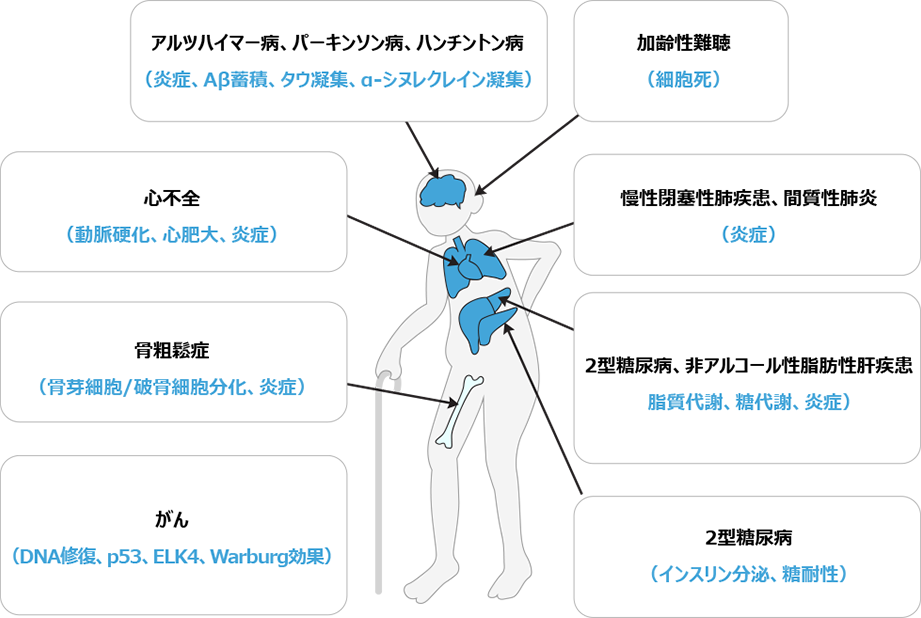 アルツハイマー病、パーキンソン病、ハンチントン病
（炎症、Aβ蓄積、タウ凝集、α-シヌレクレイン凝集）
加齢性難聴
（細胞死）
心不全
（動脈硬化、心肥大、炎症）
慢性閉塞性肺疾患、間質性肺炎
（炎症）
骨粗鬆症
（骨芽細胞/破骨細胞分化、炎症）
2型糖尿病、非アルコール性脂肪性肝疾患
脂質代謝、糖代謝、炎症）
がん
（DNA修復、p53、ELK4、Warburg効果）
2型糖尿病
（インスリン分泌、糖耐性）